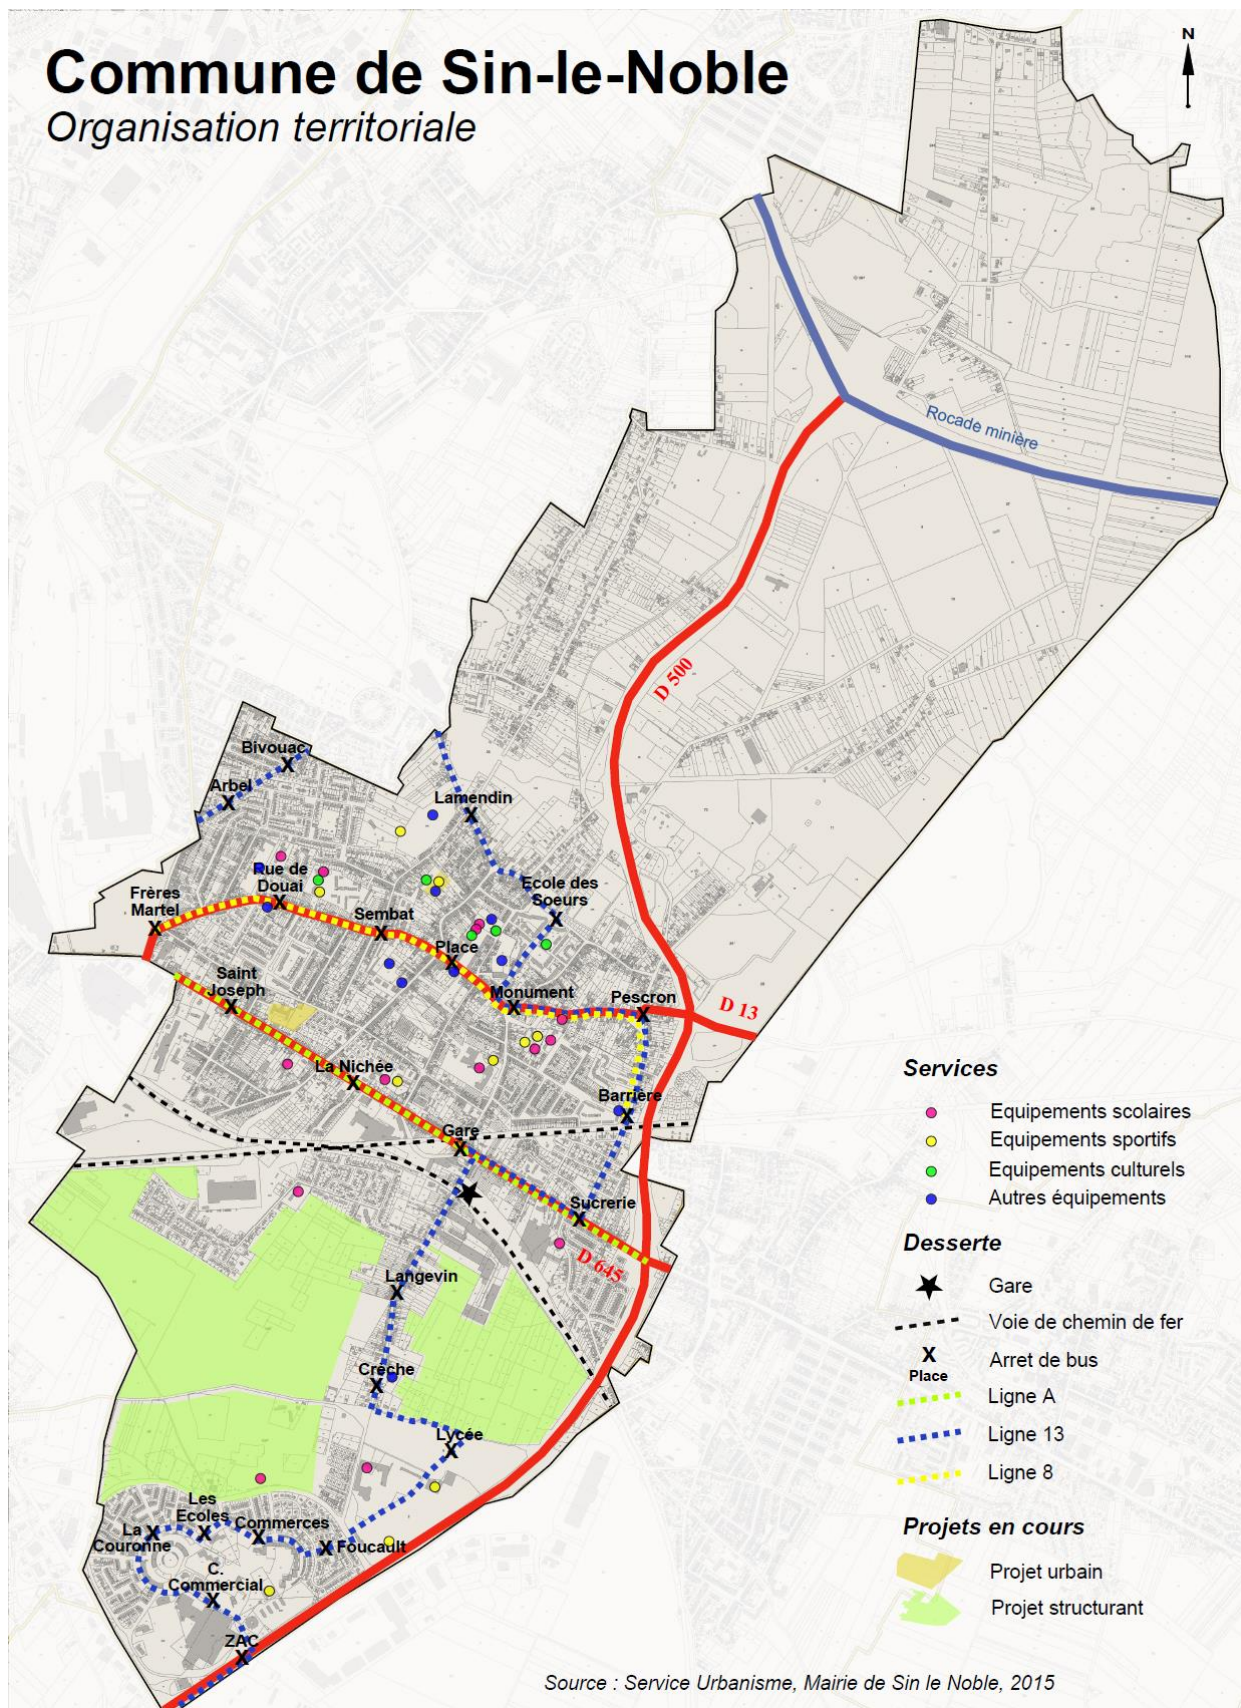 Commune de Sin-le-Noble
Organisation territoriale
N
Rocade minière
D 500
Bivouac
Arbel
Lamendin
Rue de
Douai
Ecole des
Soeurs
Frères
Martel
Sembat
Place
Saint
Joseph
Monument
Pescron
D 13
La Nichée
Barrière
Gare
Sucrerie
D 645
Langevin
Crèche
Lycée
Les
Ecoles
La
Couronne
Commerces
Foucault
C.
Commercial
ZAC
Services
Equipements scolaires
Equipements sportifs
Equipements culturels
Autres équipements
Desserte
Gare
Voie de chemin de fer
X
Place
Arret de bus
Ligne A
Ligne 13
Ligne 8
Projets en cours
Projet urbain
Projet structurant
Source : Service Urbanisme, Mairie de Sin le Noble, 2015